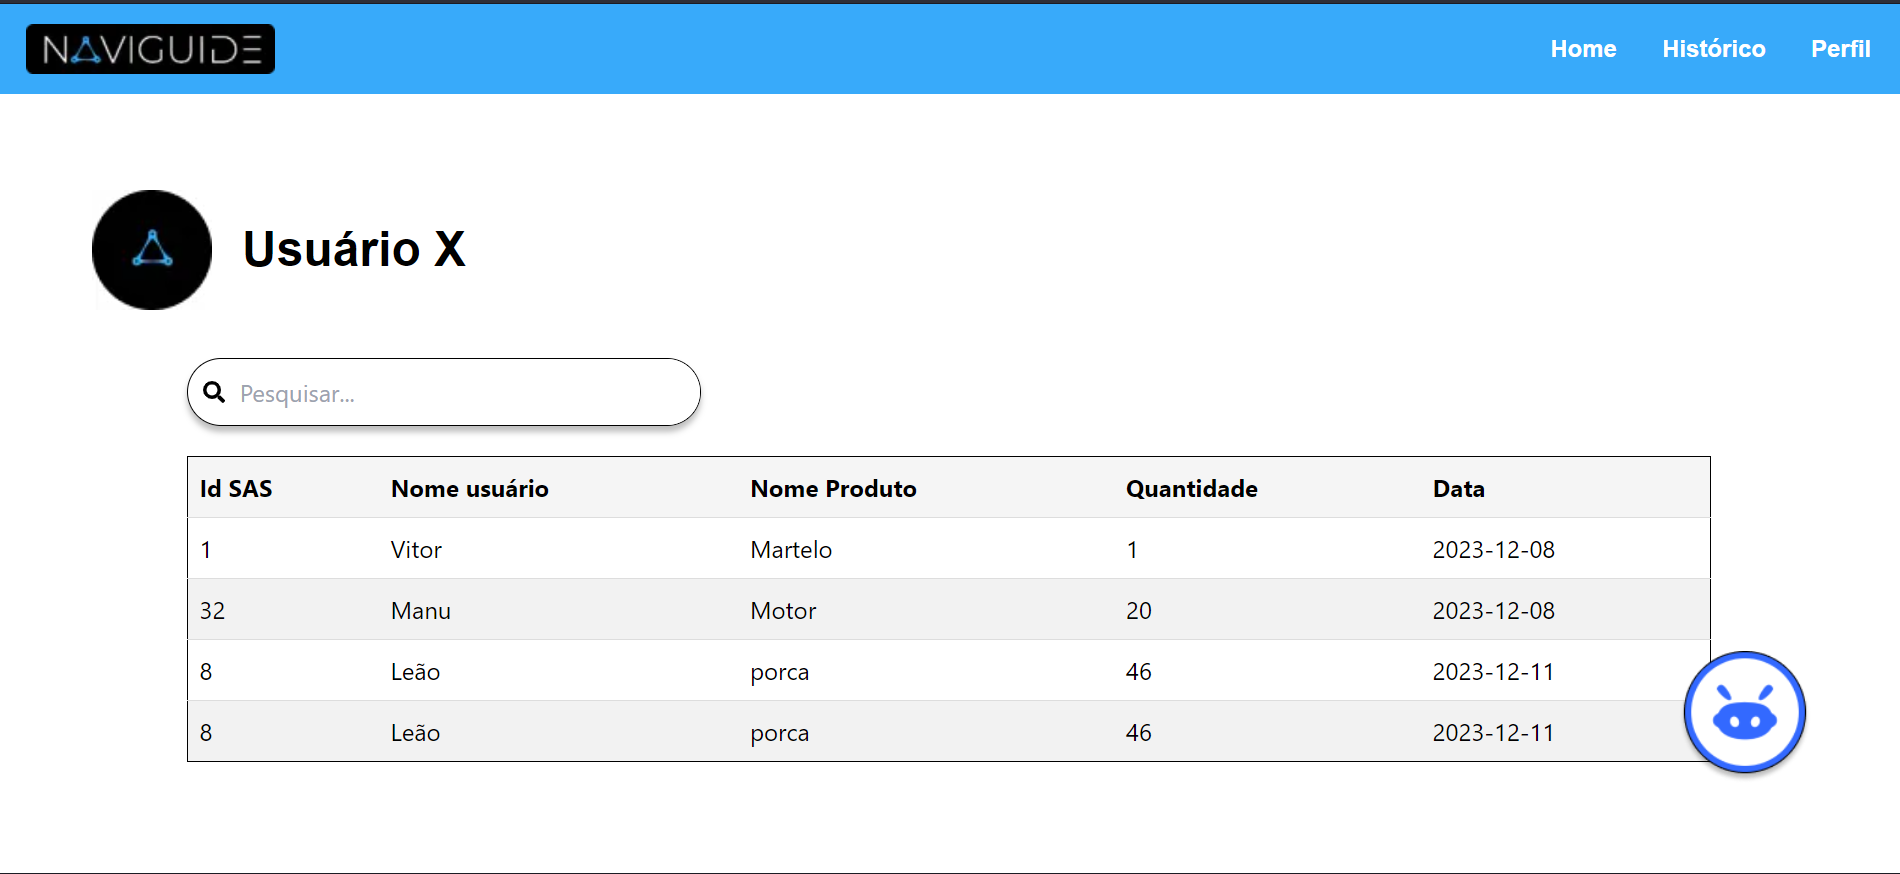 NAVIGUIDE Home Histórico Perfil
Usuário X
Pesquisar...
Id SAS Nome usuário Nome Produto Quantidade Data
1 Vitor Martelo 1 2023-12-08
32 Manu Motor 20 2023-12-08
8 Leão porca 46 2023-12-11
8 Leão porca 46 2023-12-11